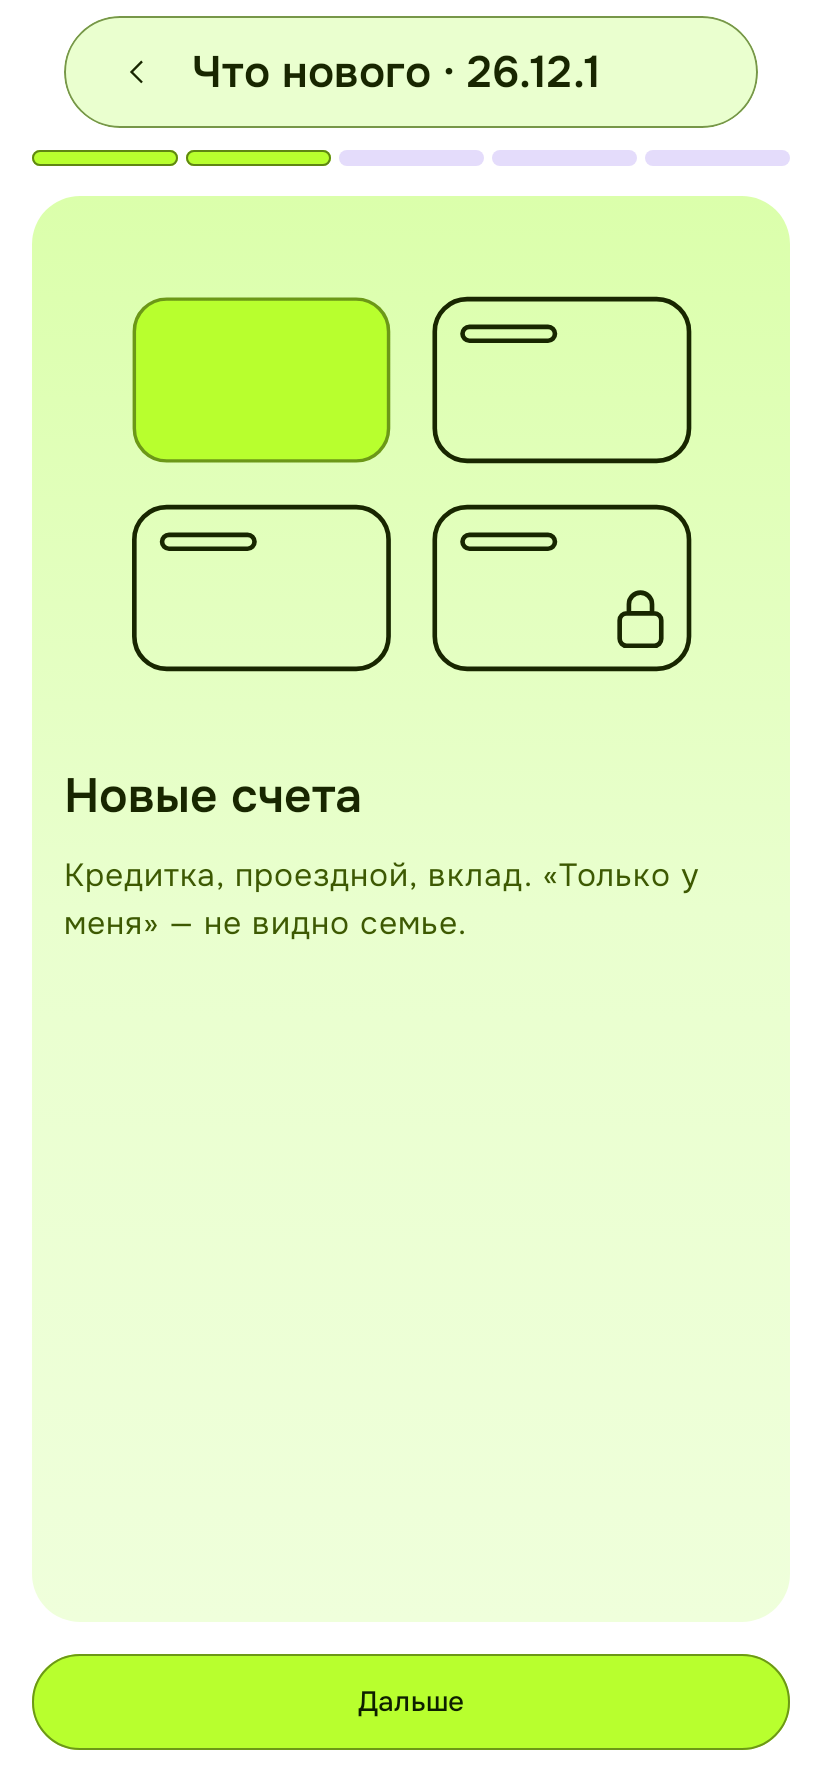 Что нового · 26.12.1
Новые счета
Кредитка, проездной, вклад. «Только у
меня» — не видно семье.
Дальше